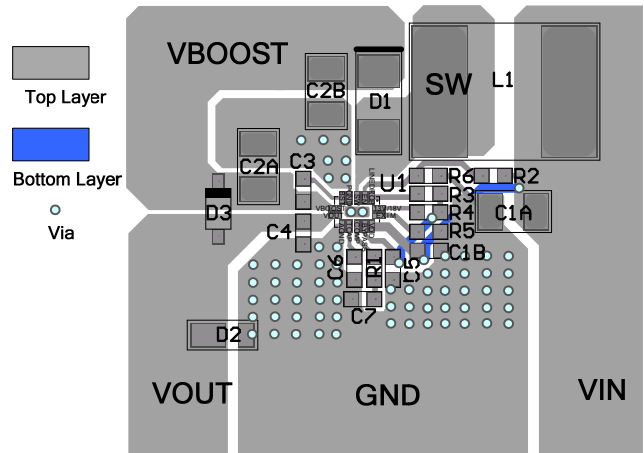 VBOOST
SW
L1
C2B
D1
Top Layer
C2A
C3
Bottom Layer
U1
R6
R2
R3
D3
R4
C1A
Via
C4
R5
C1B
C6
R1
C5
C7
D2
VOUT
GND
VIN